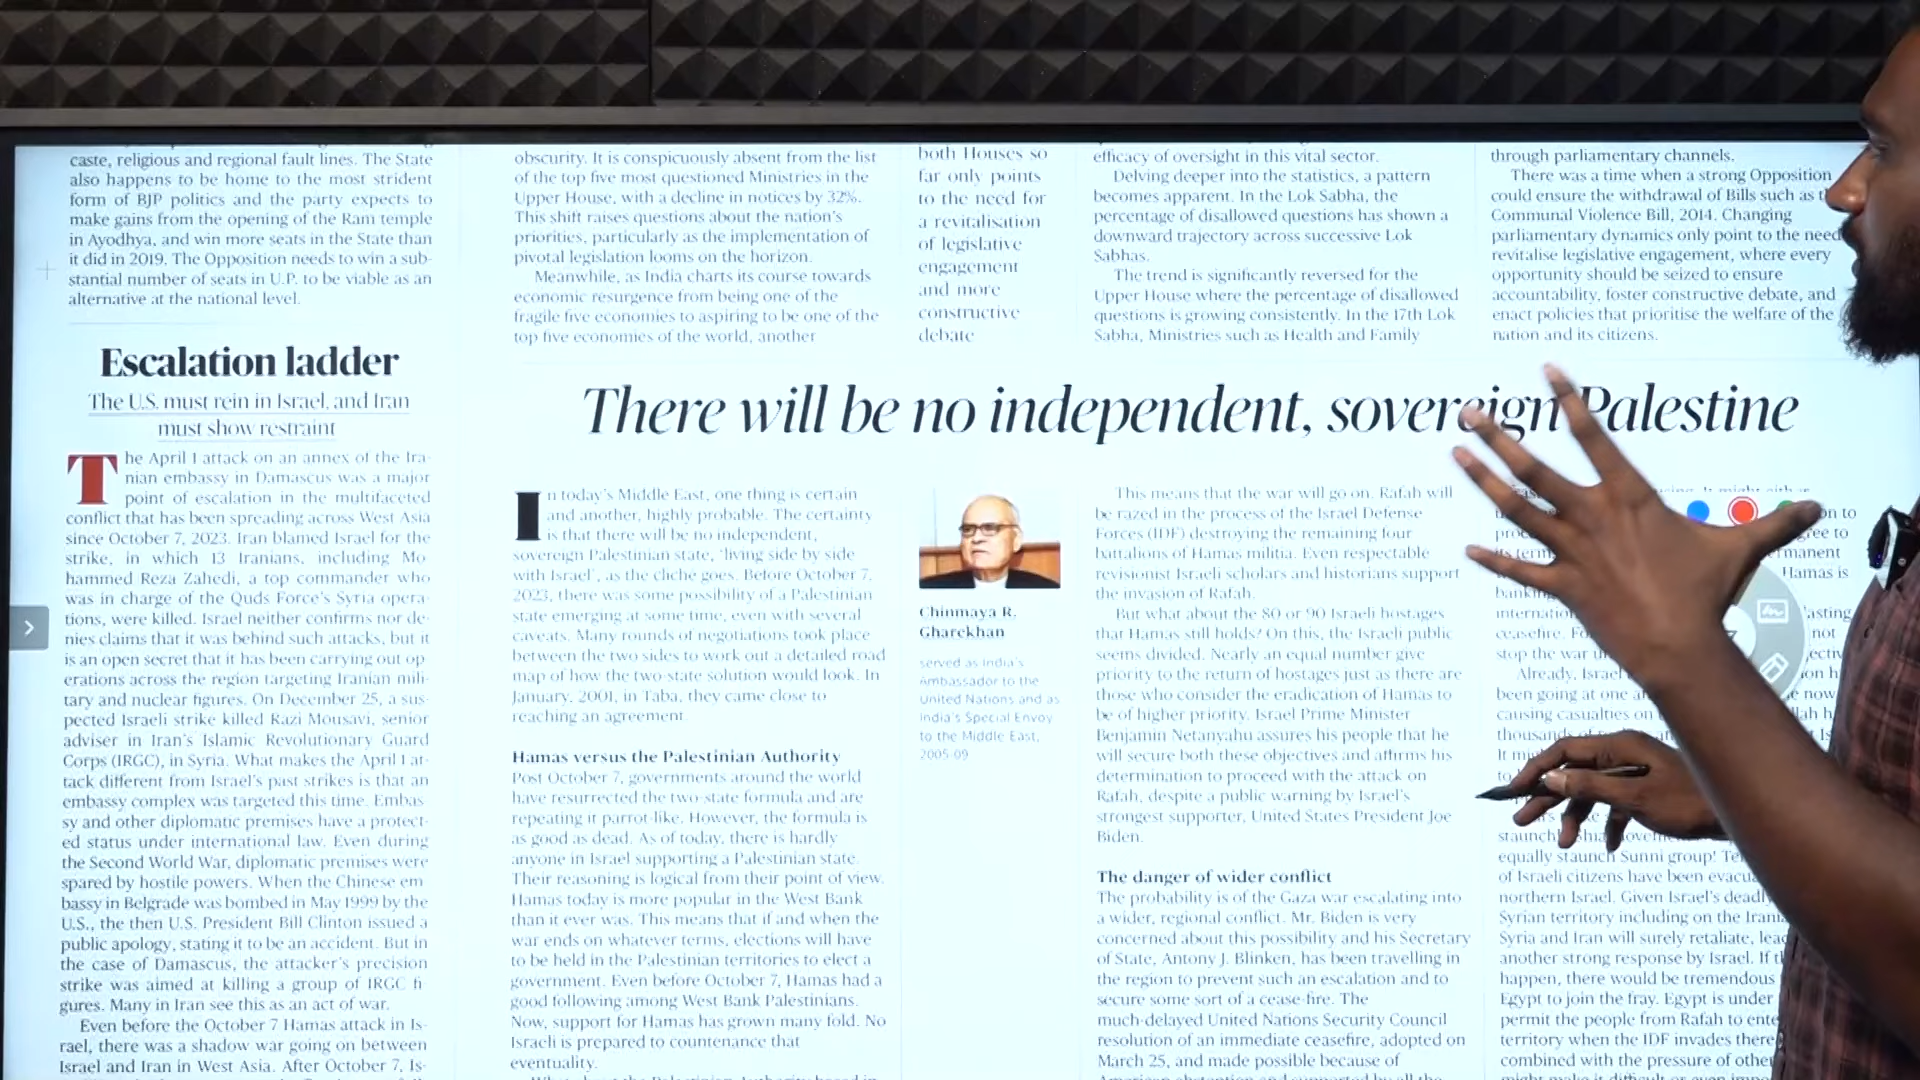 caste, religious and regional fault lines. The State
also happens to be home to the most strident
form of BJP politics and the party expects to
make gains from the opening of the Ram temple
in Ayodhya, and win more seats in the State than
it did in 2019. The Opposition needs to win a sub-
stantial number of seats in U.P. to be viable as an
alternative at the national level.
Escalation ladder
The U.S. must rein in Israel, and Iran
must show restraint
The April 1 attack on an annex of the Ira-
nian embassy in Damascus was a major
point of escalation in the multifaceted
conflict that has been spreading across West Asia
since October 7, 2023. Iran blamed Israel for the
strike, in which 13 Iranians, including Mo-
hammed Reza Zahedi, a top commander who
was in charge of the Quds Force's Syria opera-
tions, were killed. Israel neither confirms nor de-
nies claims that it was behind such attacks, but it
is an open secret that it has been carrying out op-
erations across the region targeting Iranian mili-
tary and nuclear figures. On December 25, a sus-
pected Israeli strike killed Razi Mousavi, senior
adviser in Iran's Islamic Revolutionary Guard
Corps (IRGC), in Syria. What makes the April 1 at-
tack different from Israel's past strikes is that an
embassy complex was targeted this time. Embas-
sy and other diplomatic premises have a protect-
ed status under international law. Even during
the Second World War, diplomatic premises were
spared by hostile powers. When the Chinese em-
bassy in Belgrade was bombed in May 1999 by the
U.S., the then U.S. President Bill Clinton issued a
public apology, stating it to be an accident. But in
the case of Damascus, the attacker's precision
strike was aimed at killing a group of IRGC fi-
gures. Many in Iran see this as an act of war.
Even before the October 7 Hamas attack in Is-
rael, there was a shadow war going on between
Israel and Iran in West Asia. After October 7, Is-
obscurity. It is conspicuously absent from the list
of the top five most questioned Ministries in the
Upper House, with a decline in notices by 32%.
This shift raises questions about the nation's
priorities, particularly as the implementation of
pivotal legislation looms on the horizon.
Meanwhile, as India charts its course towards
economic resurgence from being one of the
fragile five economies to aspiring to be one of the
top five economies of the world, another
both Houses so
far only points
to the need for
a revitalisation
of legislative
engagement
and more
constructive
debate
efficacy of oversight in this vital sector.
Delving deeper into the statistics, a pattern
becomes apparent. In the Lok Sabha, the
percentage of disallowed questions has shown a
downward trajectory across successive Lok
Sabhas.
The trend is significantly reversed for the
Upper House where the percentage of disallowed
questions is growing consistently. In the 17th Lok
Sabha, Ministries such as Health and Family
through parliamentary channels.
There was a time when a strong Opposition
could ensure the withdrawal of Bills such as
Communal Violence Bill, 2014. Changing
parliamentary dynamics only point to the need
revitalise legislative engagement, where every
opportunity should be seized to ensure
accountability, foster constructive debate, and
enact policies that prioritise the welfare of the
nation and its citizens.
There will be no independent, sovereign Palestine
In today's Middle East, one thing is certain
and another, highly probable. The certainty
is that there will be no independent,
sovereign Palestinian state, 'living side by side
with Israel', as the cliché goes. Before October 7,
2023, there was some possibility of a Palestinian
state emerging at some time, even with several
caveats. Many rounds of negotiations took place
between the two sides to work out a detailed road
map of how the two-state solution would look. In
January, 2001, in Taba, they came close to
reaching an agreement.
Hamas versus the Palestinian Authority
Post October 7, governments around the world
have resurrected the two-state formula and are
repeating it parrot-like. However, the formula is
as good as dead. As of today, there is hardly
anyone in Israel supporting a Palestinian state.
Their reasoning is logical from their point of view.
Hamas today is more popular in the West Bank
than it ever was. This means that if and when the
war ends on whatever terms, elections will have
to be held in the Palestinian territories to elect a
government. Even before October 7, Hamas had a
good following among West Bank Palestinians.
Now, support for Hamas has grown many fold. No
Israeli is prepared to countenance that
eventuality.
Chinmaya R.
Gharekhan
served as India's
Ambassador to the
United Nations and as
India's Special Envoy
to the Middle East,
2005-09
This means that the war will go on. Rafah will
be razed in the process of the Israel Defense
Forces (IDF) destroying the remaining four
battalions of Hamas militia. Even respectable
revisionist Israeli scholars and historians support
the invasion of Rafah.
But what about the 80 or 90 Israeli hostages
that Hamas still holds? On this, the Israeli public
seems divided. Nearly an equal number give
priority to the return of hostages just as there are
those who consider the eradication of Hamas to
be of higher priority. Israel Prime Minister
Benjamin Netanyahu assures his people that he
will secure both these objectives and affirms his
determination to proceed with the attack on
Rafah, despite a public warning by Israel's
strongest supporter, United States President Joe
Biden.
The danger of wider conflict
The probability is of the Gaza war escalating into
a wider, regional conflict. Mr. Biden is very
concerned about this possibility and his Secretary
of State, Antony J. Blinken, has been travelling in
the region to prevent such an escalation and to
secure some sort of a cease-fire. The
much-delayed United Nations Security Council
resolution of an immediate ceasefire, adopted on
March 25, and made possible because of
to
to
Hamas is
ceasefire.
not
stop the war
Already, Israel
been going at one
now
causing casualties on
thousands
It
to
equally staunch Sunni group!
of Israeli citizens have been
northern Israel. Given Israel's deadly
Syrian territory including on the
Syria and Iran will surely retaliate,
another strong response by Israel. If
happen, there would be tremendous
Egypt to join the fray. Egypt is under
permit the people from Rafah to
territory when the IDF invades there
combined with the pressure of other